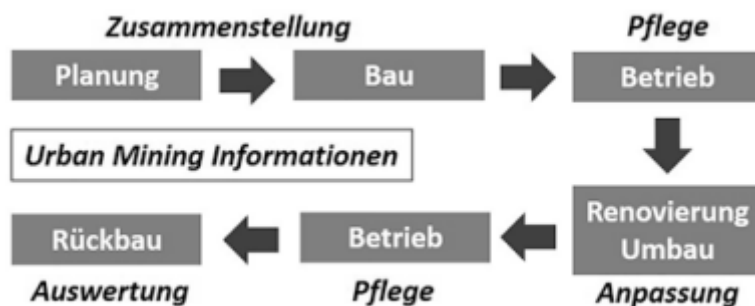 Zusammenstellung
Pflege
Planung
Bau
Betrieb
Urban Mining Informationen
Renovierung
Umbau
Betrieb
Rückbau
Auswertung
Pflege
Anpassung